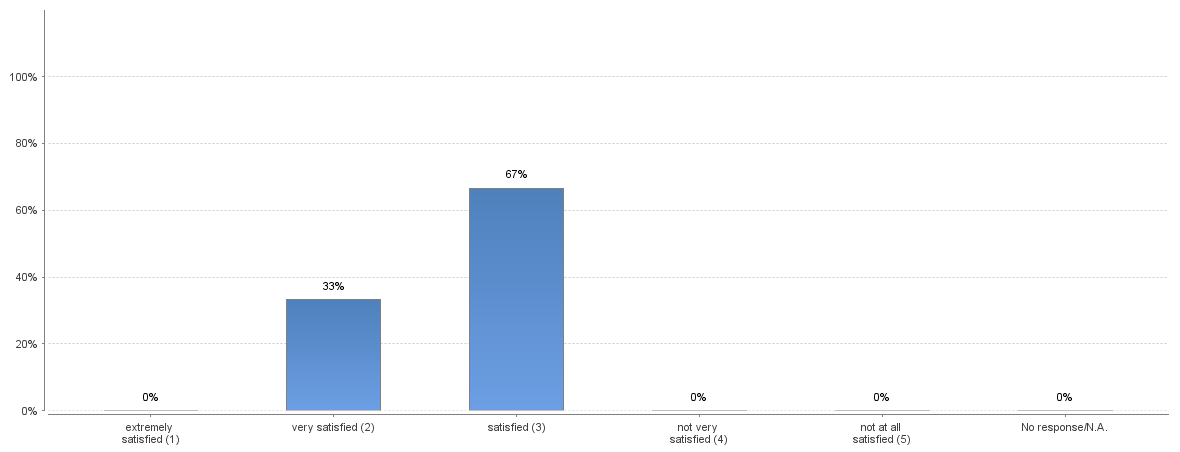 100%
80%
60%
40%
20%
0%
0%
33%
67%
0%
0%
0%
extremely
satisfied (1)
very satisfied (2)
satisfied (3)
not very
satisfied (4)
not at all
satisfied (5)
No response/N.A.